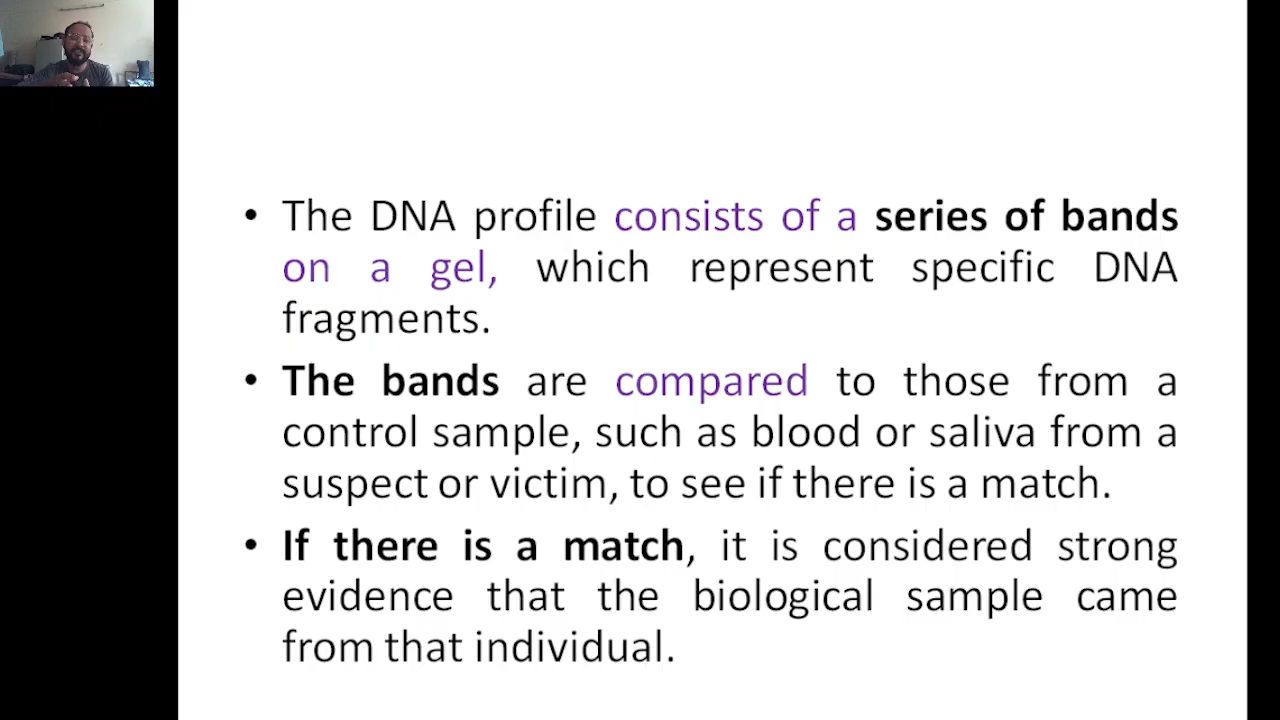 • The DNA profile consists of a series of bands
on a gel, which represent specific DNA
fragments.
• The bands are compared to those from a
control sample, such as blood or saliva from a
suspect or victim, to see if there is a match.
• If there is a match, it is considered strong
evidence that the biological sample came
from that individual.